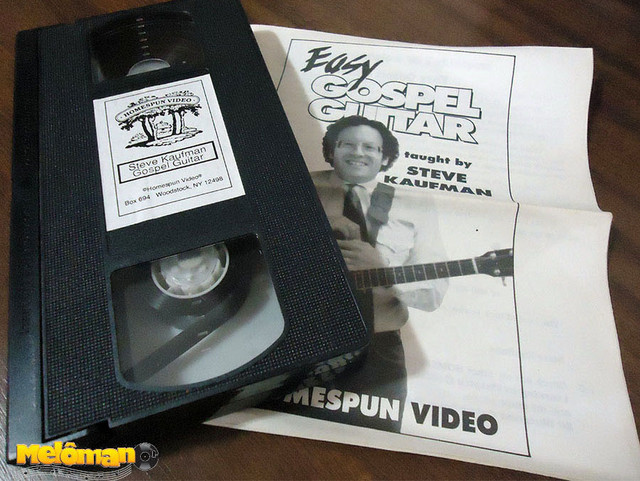 HOMESPUN VIDEO
Steve Kaufman
Gospel Guitar
©Homespun Video®
Box 694 Woodstock, NY 12498
Easy
GOSPEL
GUITAR
taught by
STEVE
KAUFMAN
MESPUN VIDEO
Melôman